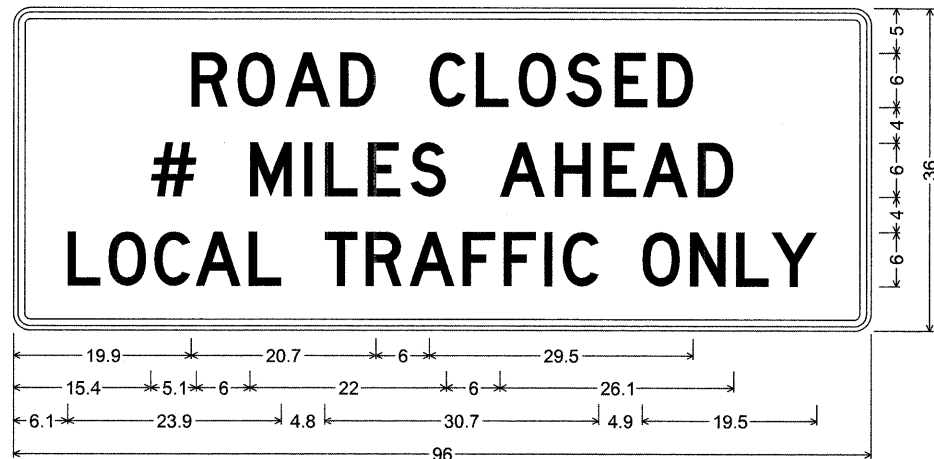 ROAD CLOSED
# MILES AHEAD
LOCAL TRAFFIC ONLY
5
6
4
6
4
6
36
19.9 20.7 6 29.5
15.4 5.1 6 22 6 26.1
6.1 23.9 4.8 30.7 4.9 19.5
96